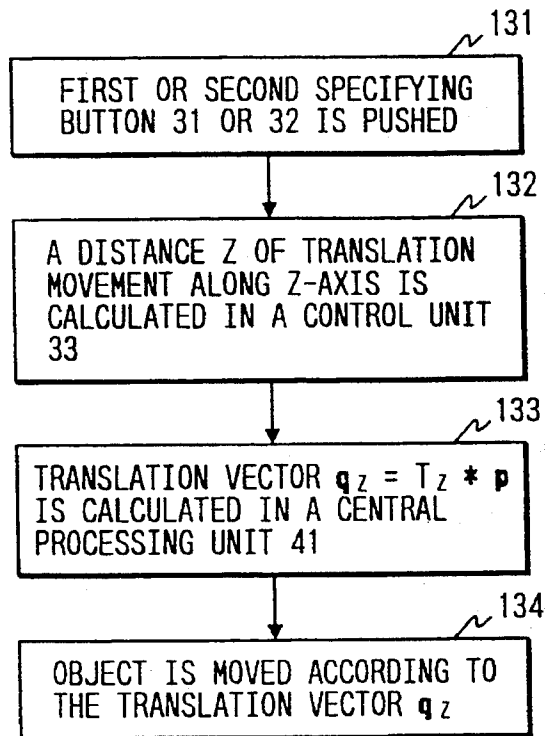 131
FIRST OR SECOND SPECIFYING
BUTTON 31 OR 32 IS PUSHED
132
A DISTANCE Z OF TRANSLATION
MOVEMENT ALONG Z-AXIS IS
CALCULATED IN A CONTROL UNIT
33
133
TRANSLATION VECTOR qz = Tz * p
IS CALCULATED IN A CENTRAL
PROCESSING UNIT 41
134
OBJECT IS MOVED ACCORDING TO
THE TRANSLATION VECTOR qz